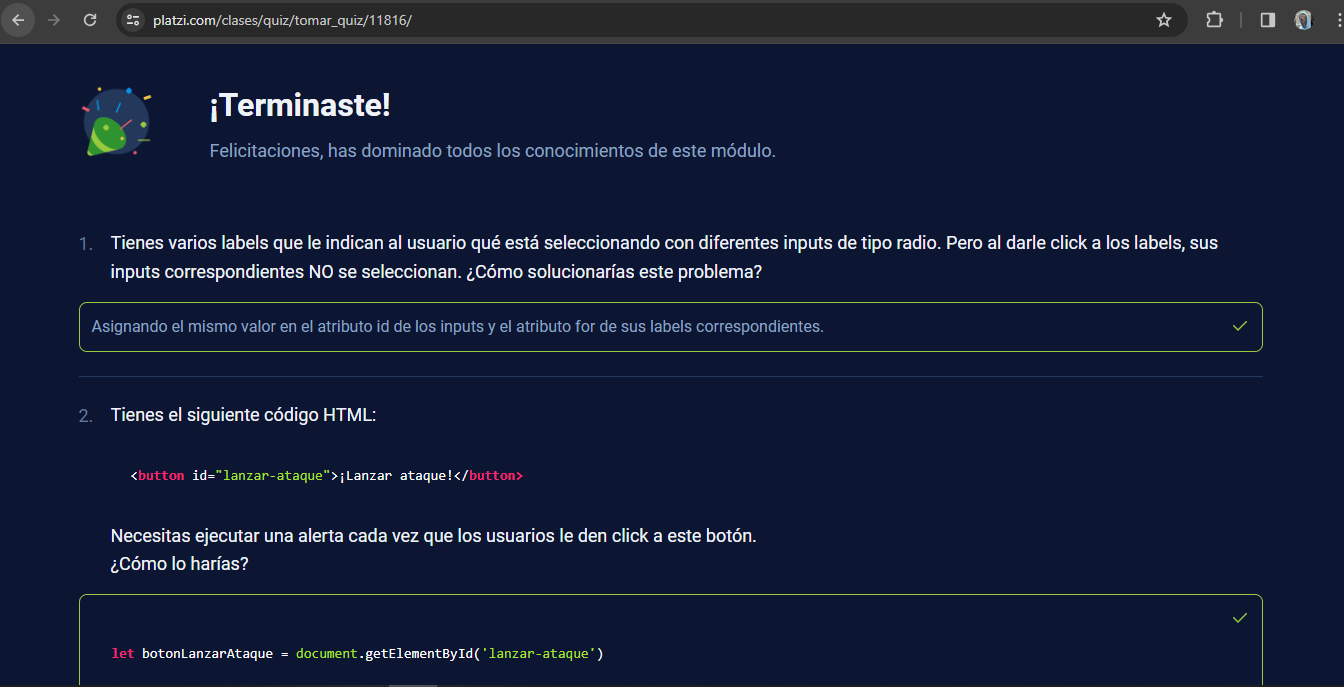 platzi.com/clases/quiz/tomar_quiz/11816/
¡Terminaste!
Felicitaciones, has dominado todos los conocimientos de este módulo.
1. Tienes varios labels que le indican al usuario qué está seleccionando con diferentes inputs de tipo radio. Pero al darle click a los labels, sus
inputs correspondientes NO se seleccionan. ¿Cómo solucionarías este problema?
Asignando el mismo valor en el atributo id de los inputs y el atributo for de sus labels correspondientes.
2. Tienes el siguiente código HTML:
<button id="lanzar-ataque">¡Lanzar ataque!</button>
Necesitas ejecutar una alerta cada vez que los usuarios le den click a este botón.
¿Cómo lo harías?
let botonLanzarAtaque = document.getElementById('lanzar-ataque')